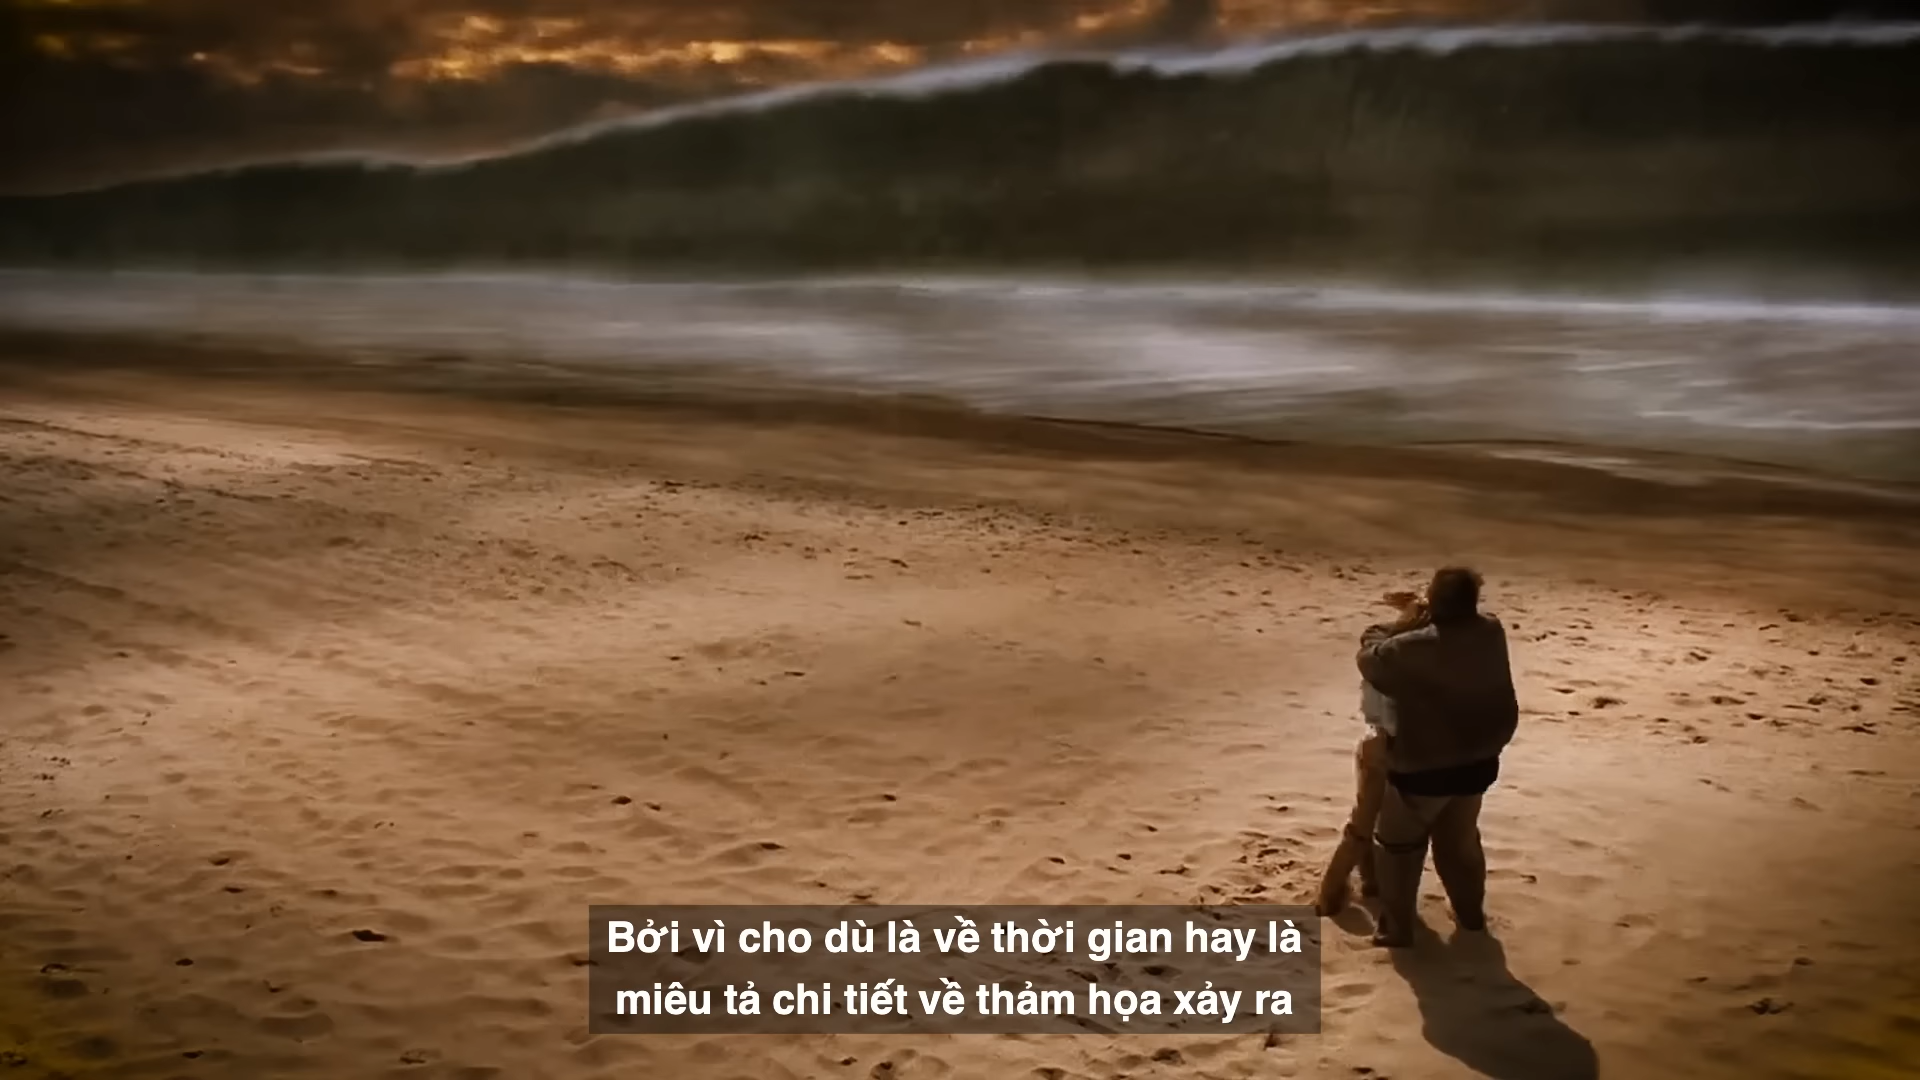 Bởi vì cho dù là về thời gian hay là
miêu tả chi tiết về thảm họa xảy ra